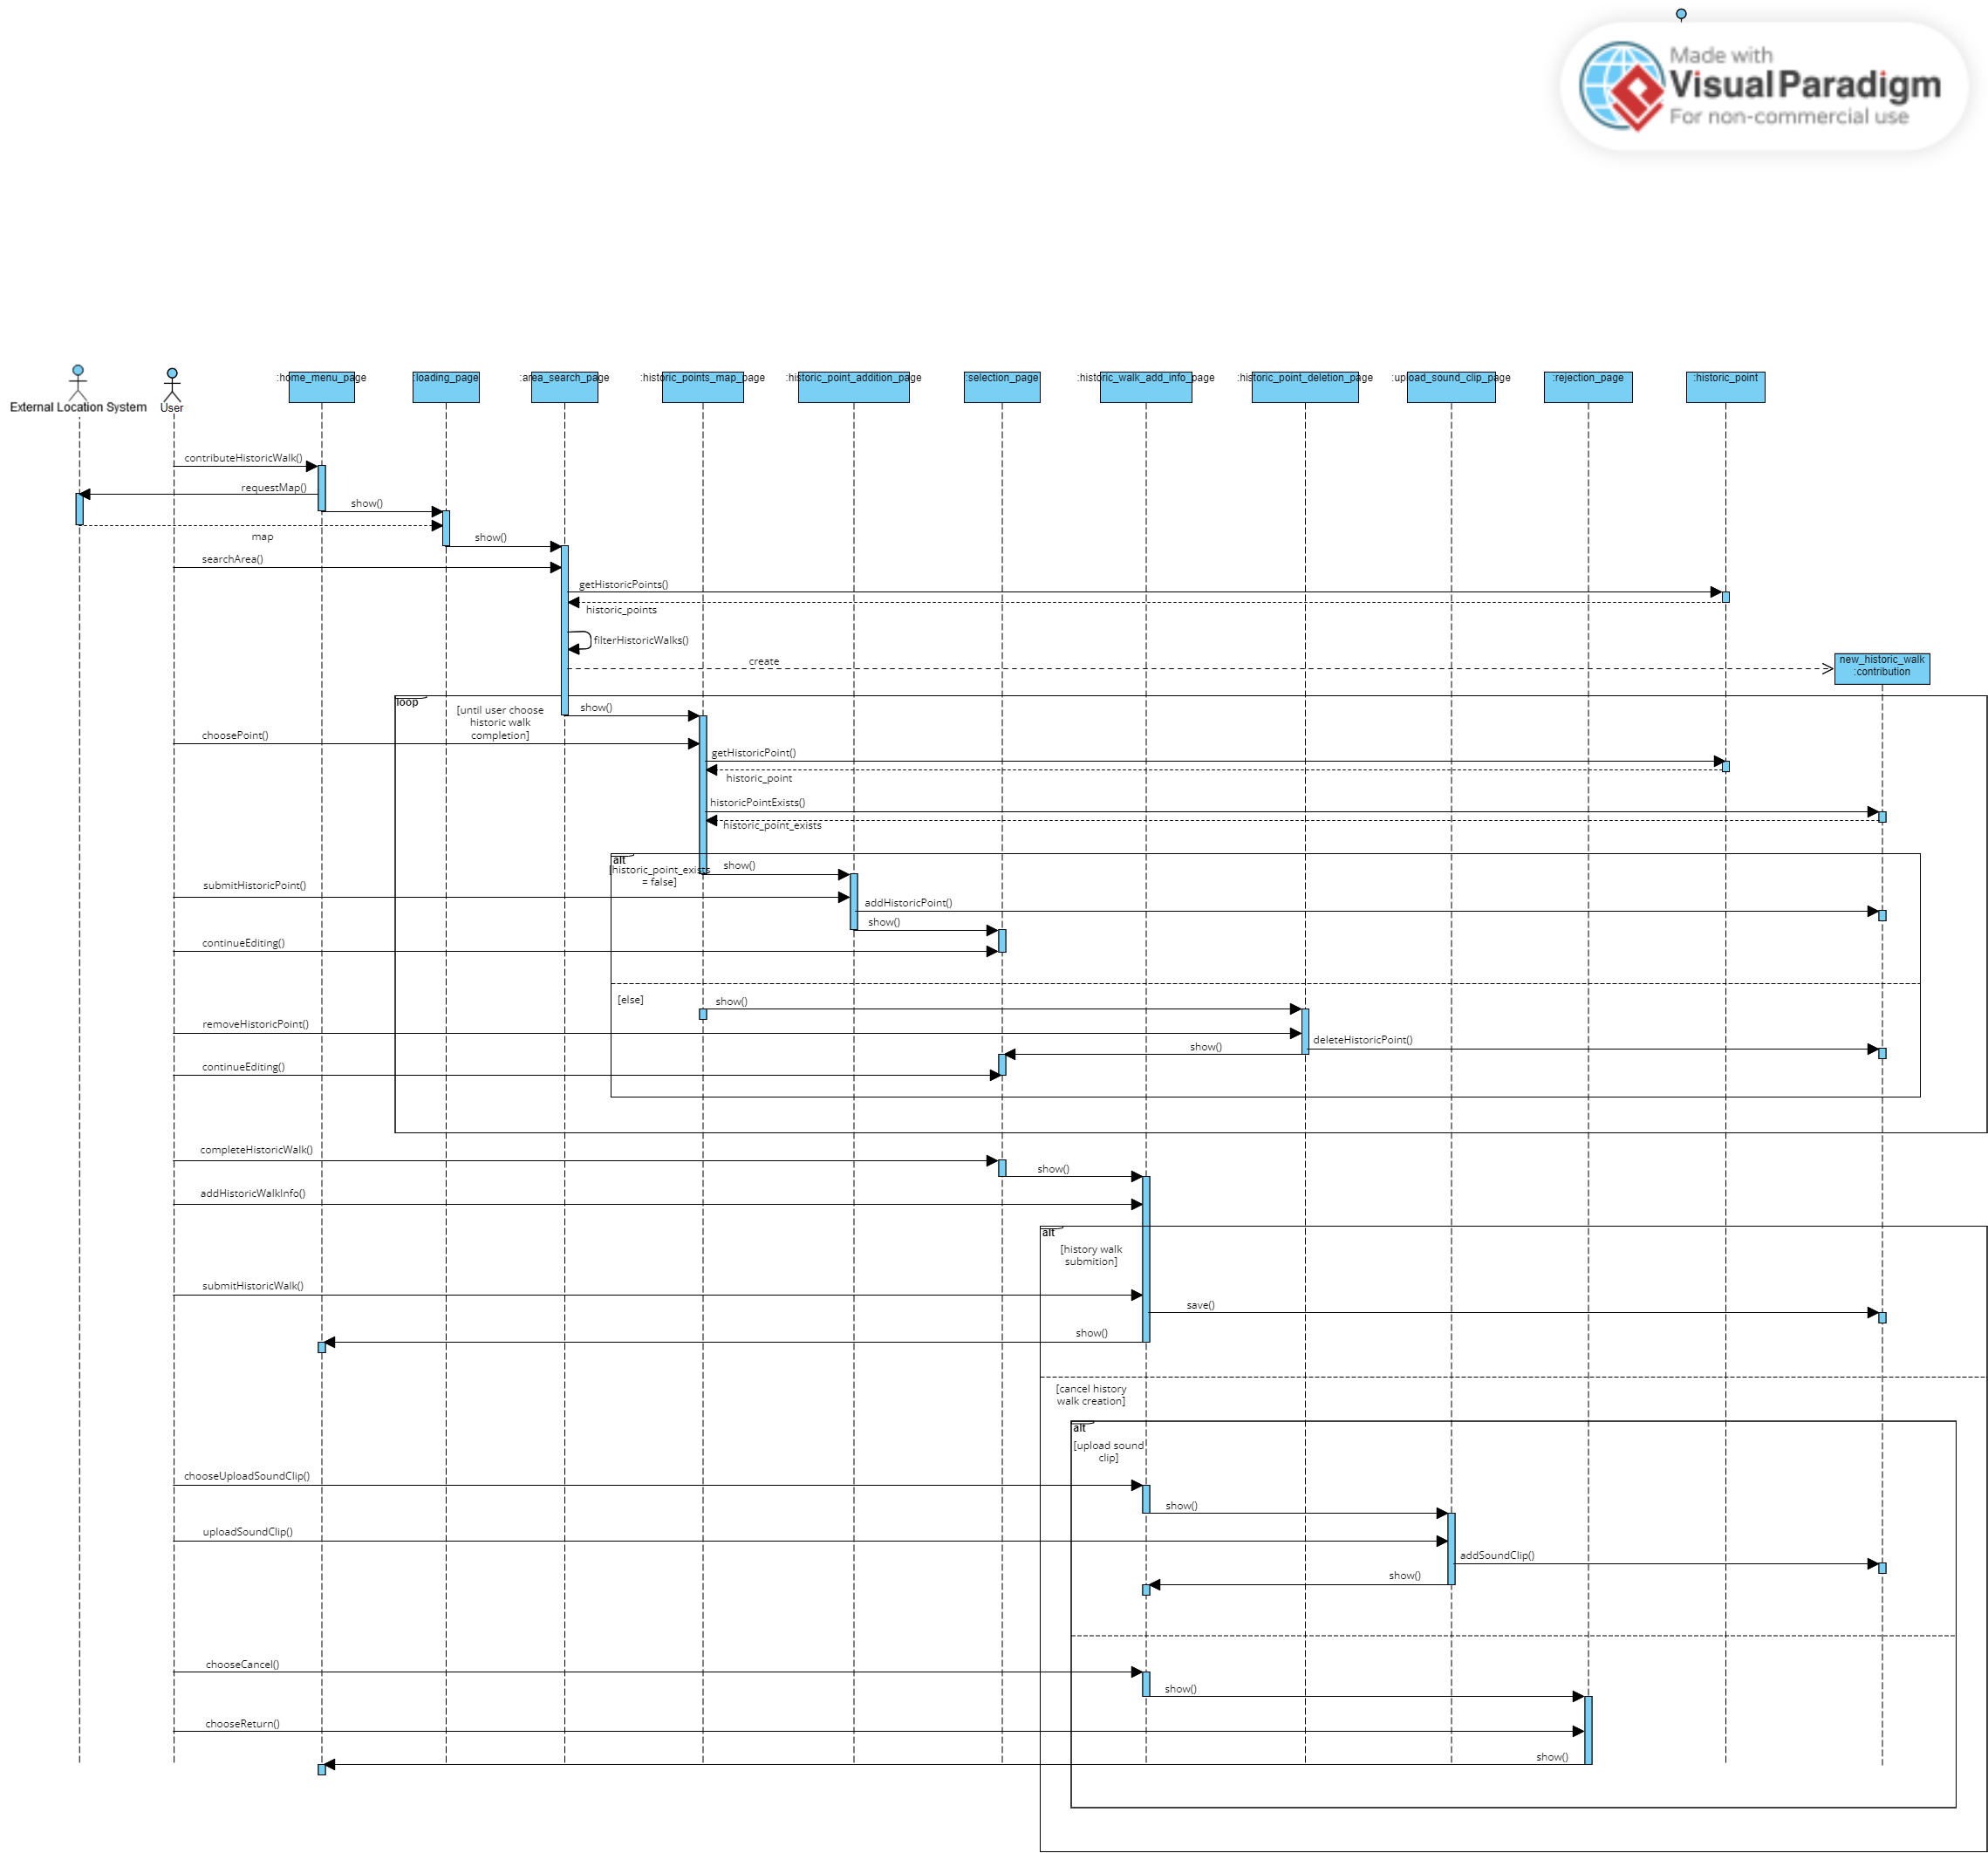 Made with
Visual Paradigm
For non-commercial use
External Location System
User
:home_menu_page
:loading_page
:area_search_page
:historic_points_map_page
:historic_point_addition_page
:selection_page
:historic_walk_add_info_page
:historic_point_deletion_page
:upload_sound_clip_page
:rejection_page
:historic_point
contributeHistoricWalk()
requestMap()
show()
map
show()
searchArea()
getHistoricPoints()
historic_points
filterHistoricWalks()
create
new_historic_walk
:contribution
loop
[until user choose
historic walk
completion]
show()
choosePoint()
getHistoricPoint()
historic_point
historicPointExists()
historic_point_exists
alt
[historic_point_exists
= false]
show()
submitHistoricPoint()
addHistoricPoint()
show()
continueEditing()
[else]
show()
removeHistoricPoint()
deleteHistoricPoint()
show()
continueEditing()
completeHistoricWalk()
show()
addHistoricWalkInfo()
alt
[history walk
submition]
submitHistoricWalk()
save()
show()
[cancel history
walk creation]
alt
[upload sound
clip]
chooseUploadSoundClip()
show()
uploadSoundClip()
addSoundClip()
show()
chooseCancel()
show()
chooseReturn()
show()